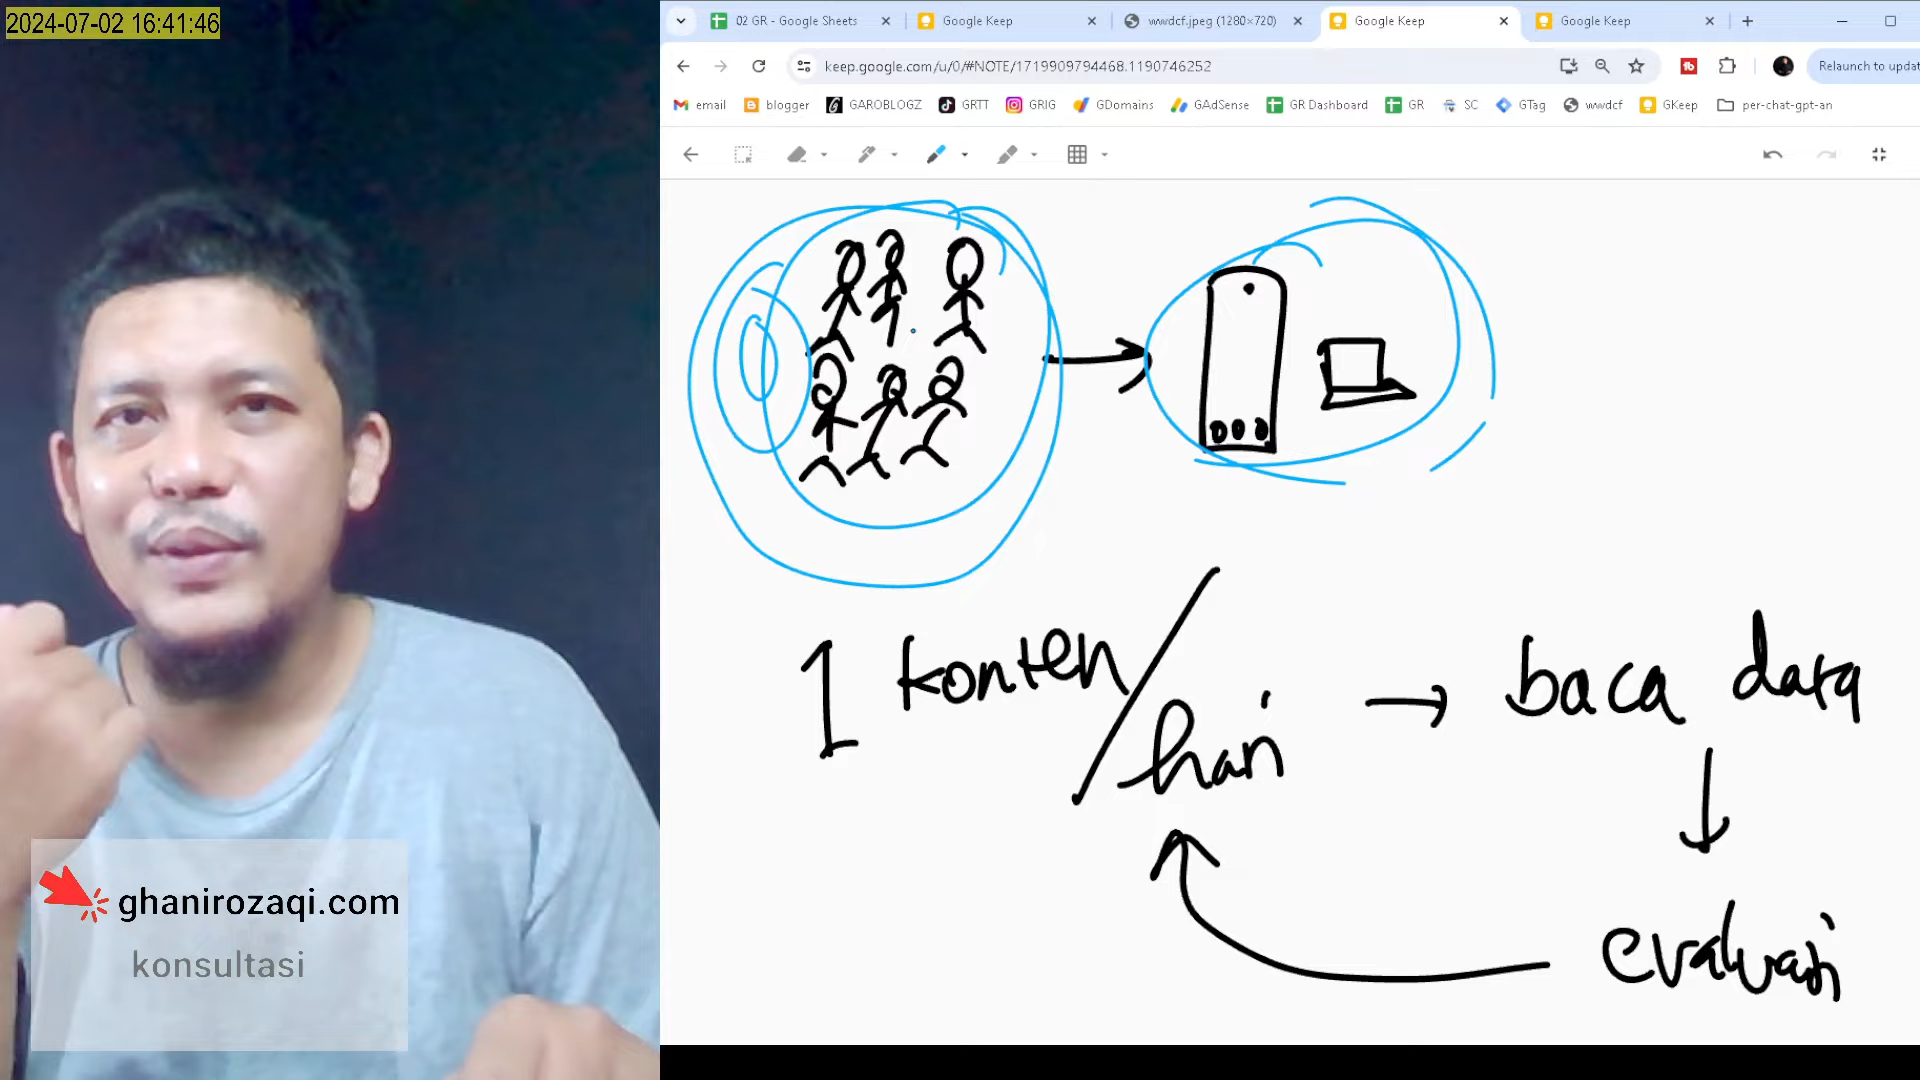 2024-07-02 16:41:46
02 GR - Google Sheets
Google Keep
wwdcf.jpeg (1280×720)
Google Keep
Google Keep
keep.google.com/u/0/#NOTE/1719909794468.1190746252
Relaunch to updat
email
blogger
GAROBLOGZ
GRTT
GRIG
GDomains
GAdSense
GR Dashboard
GR
SC
GTag
wwdcf
GKeep
per-chat-gpt-an
1 konten/hari → baca data
evaluasi
ghanirozaqi.com
konsultasi